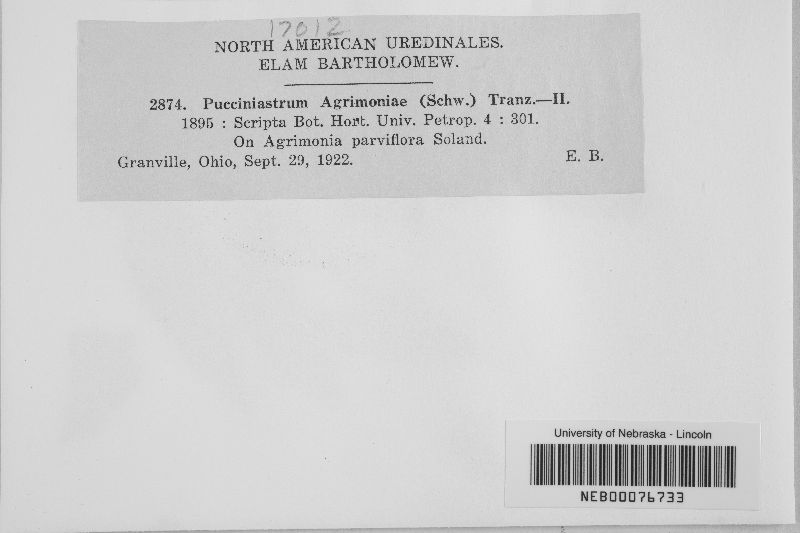 17012
NORTH AMERICAN UREDINALES.
ELAM BARTHOLOMEW.
2874. Pucciniastrum Agrimoniae (Schw.) Tranz.—II.
1895 : Scripta Bot. Hort. Univ. Petrop. 4 : 301.
On Agrimonia parviflora Soland.
Granville, Ohio, Sept. 29, 1922. E. B.
University of Nebraska - Lincoln
NEB00076733